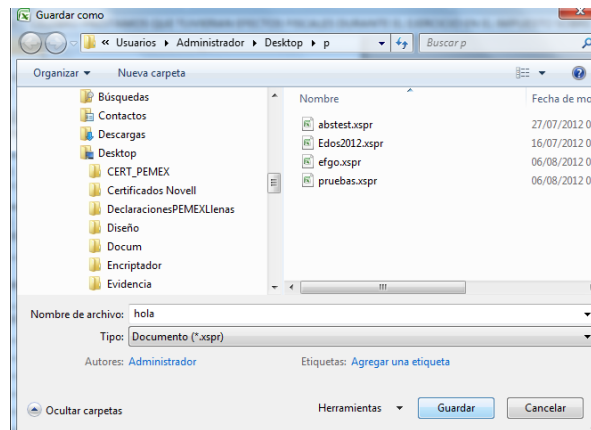 Guardar como
« Usuarios ▸ Administrador ▸ Desktop ▸ p
Buscar p
Organizar
Nueva carpeta
Búsquedas
Contactos
Descargas
Desktop
CERT_PEMEX
Certificados Novell
DeclaracionesPEMEXLlenas
Diseño
Docum
Encriptador
Evidencia
Nombre
Fecha de mo
abstest.xspr
27/07/2012 0
Edos2012.xspr
16/07/2012 0
efgo.xspr
06/08/2012 0
pruebas.xspr
06/08/2012 0
Nombre de archivo: hola
Tipo: Documento (*.xspr)
Autores: Administrador
Etiquetas: Agregar una etiqueta
Ocultar carpetas
Herramientas
Guardar
Cancelar